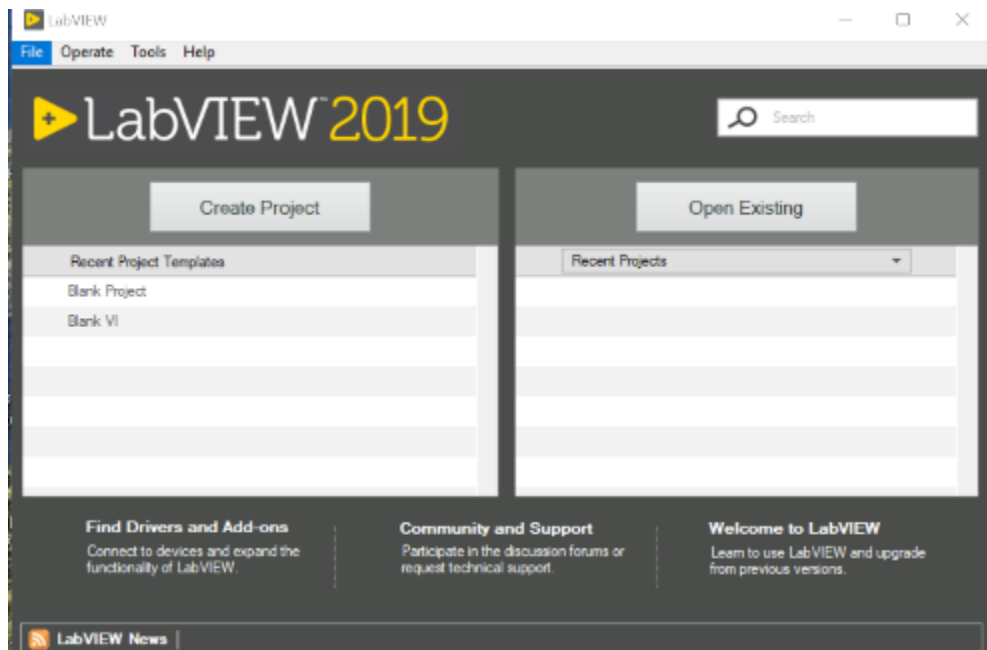 LabVIEW
File Operate Tools Help
LabVIEW™ 2019
Search
Create Project
Open Existing
Recent Project Templates
Recent Projects
Blank Project
Blank VI
Find Drivers and Add-ons
Connect to devices and expand the
functionality of LabVIEW.
Community and Support
Participate in the discussion forums or
request technical support.
Welcome to LabVIEW
Learn to use LabVIEW and upgrade
from previous versions.
LabVIEW News